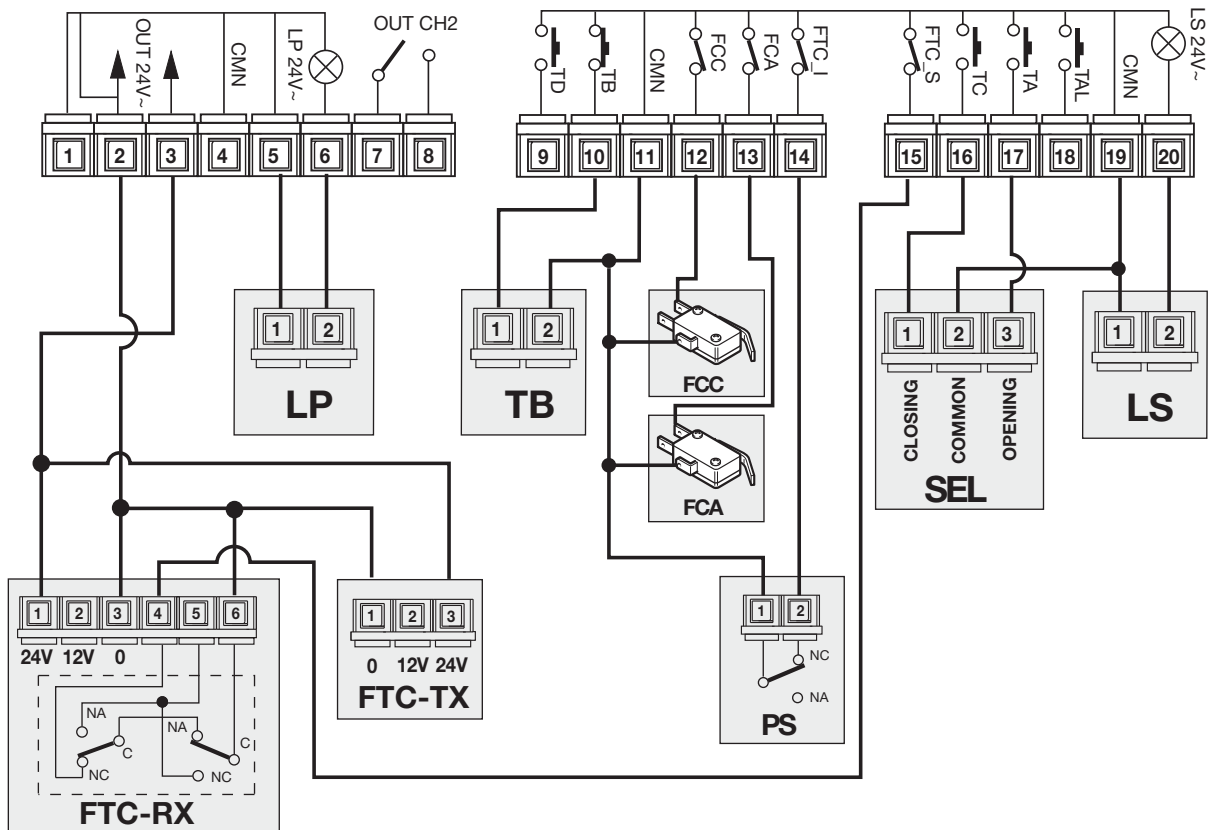 OUT 24V~
CMN
LP 24V~
OUT CH2
TD
TB
CMN
FCC
FCA
FTC_I
FTC_S
TC
TA
TAL
CMN
LS 24V~
1 2 3 4 5 6 7 8
9 10 11 12 13 14
15 16 17 18 19 20
1 2
LP
1 2
TB
FCC
FCA
1 2 3
CLOSING
COMMON
OPENING
SEL
1 2
LS
1 2 3 4 5 6
24V 12V 0
NA
C
NC
NA
C
NC
FTC-RX
1 2 3
0 12V 24V
FTC-TX
1 2
NC
NA
PS